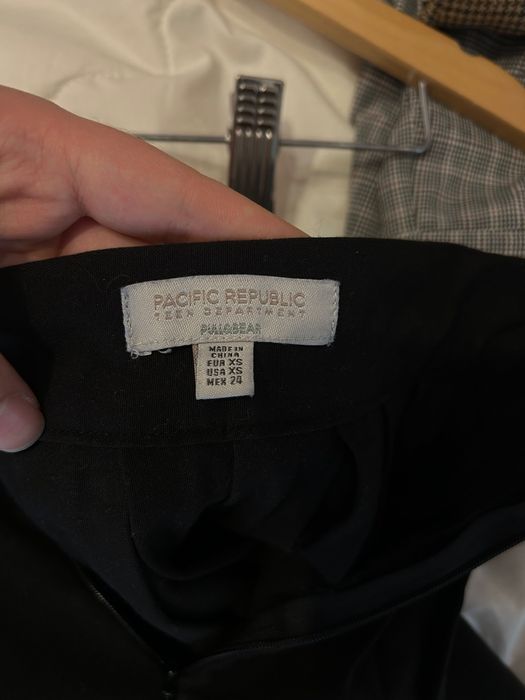 PACIFIC REPUBLIC
TEEN DEPARTMENT
PULL&BEAR
MADE IN
CHINA
EUR XS
USA XS
MEX 24